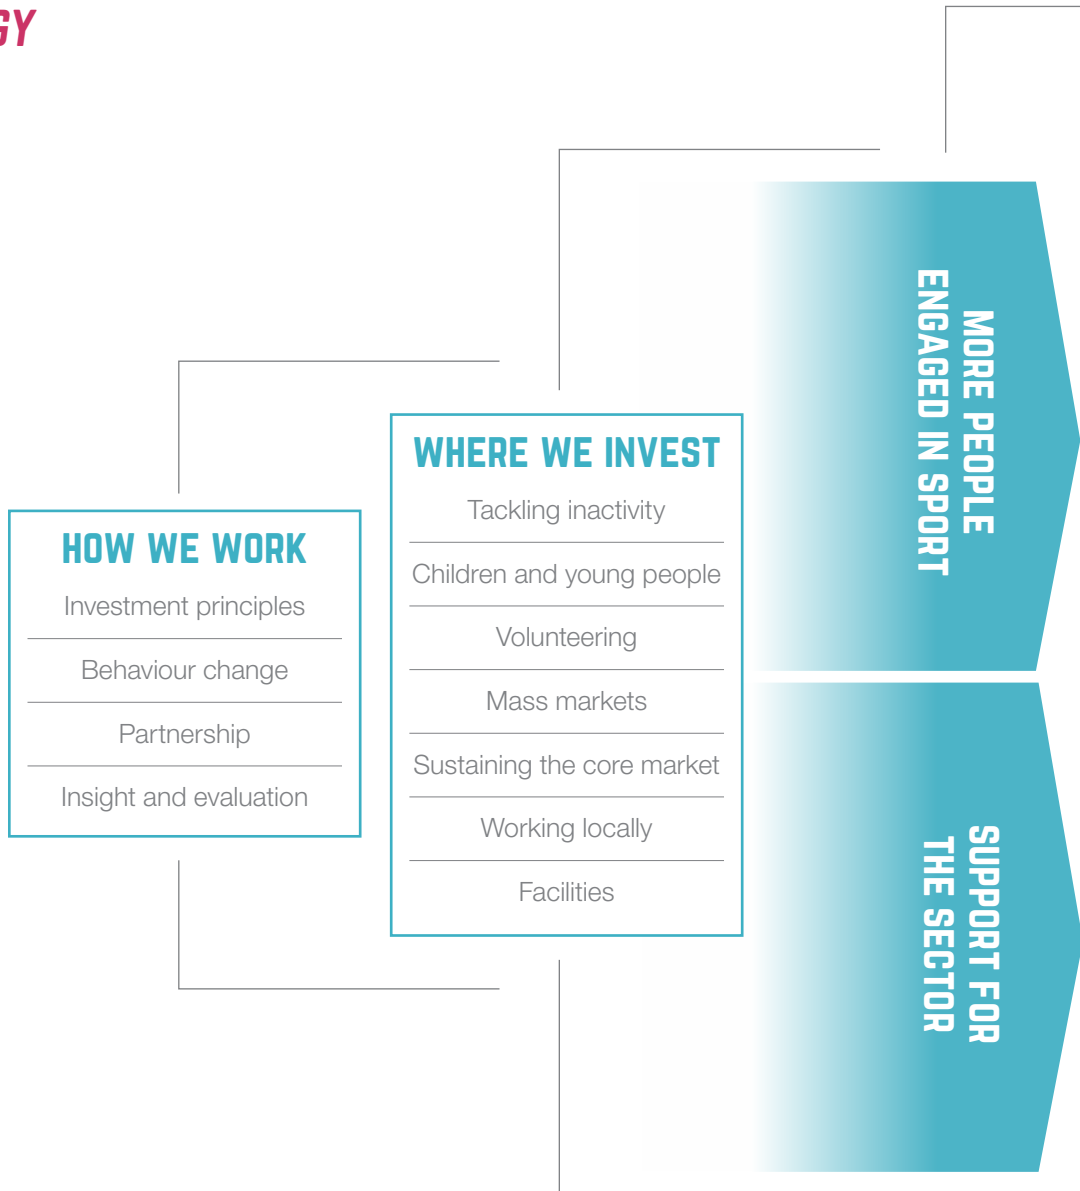 GY
HOW WE WORK
Investment principles
Behaviour change
Partnership
Insight and evaluation
WHERE WE INVEST
Tackling inactivity
Children and young people
Volunteering
Mass markets
Sustaining the core market
Working locally
Facilities
MORE PEOPLE
ENGAGED IN SPORT
SUPPORT FOR
THE SECTOR